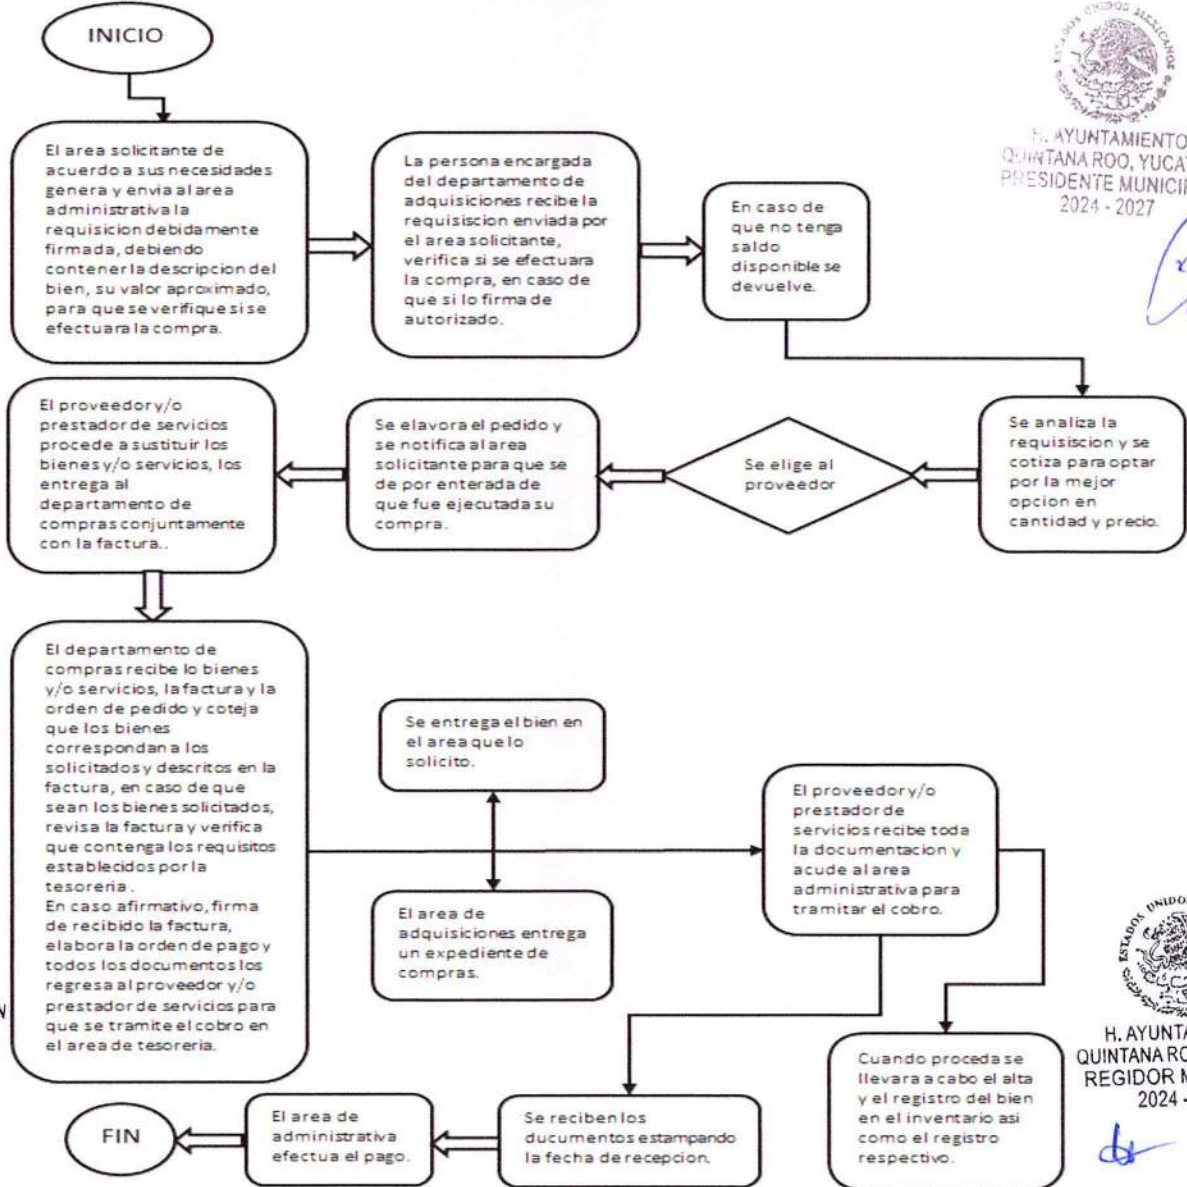 INICIO
ESTADOS UNIDOS MEXICANOS
H. AYUNTAMIENTO
QUINTANA ROO, YUCA
PRESIDENTE MUNICI
2024 - 2027
El area solicitante de
acuerdo a sus necesidades
genera y envia al area
administrativa la
requisicion debidamente
firmada, debiendo
contener la descripcion del
bien, su valor aproximado,
para que se verifique si se
efectuara la compra.
La persona encargada
del departamento de
adquisiciones recibe la
requisiscion enviada por
el area solicitante,
verifica si se efectuara
la compra, en caso de
que si lo firma de
autorizado.
En caso de
que no tenga
saldo
disponible se
devuelve.
Se analiza la
requisiscion y se
cotiza para optar
por la mejor
opcion en
cantidad y precio.
Se elige al
proveedor
Se elavora el pedido y
se notifica al area
solicitante para que se
de por enterada de
que fue ejecutada su
compra.
El proveedor y/o
prestador de servicios
procede a sustituir los
bienes y/o servicios, los
entrega al
departamento de
compras conjuntamente
con la factura..
El departamento de
compras recibe lo bienes
y/o servicios, la factura y la
orden de pedido y coteja
que los bienes
correspondan a los
solicitados y descritos en la
factura, en caso de que
sean los bienes solicitados,
revisa la factura y verifica
que contenga los requisitos
establecidos por la
tesoreria.
En caso afirmativo, firma
de recibido la factura,
elabora la orden de pago y
todos los documentos los
regresa al proveedor y/o
prestador de servicios para
que se tramite el cobro en
el area de tesoreria.
N
Se entrega el bien en
el area que lo
solicito.
El area de
adquisiciones entrega
un expediente de
compras.
El proveedor y/o
prestador de
servicios recibe toda
la documentacion y
acude al area
administrativa para
tramitar el cobro.
ESTADOS UNIDO
H. AYUNTA
QUINTANA RO
REGIDOR M
2024 -
Cuando proceda se
llevara a cabo el alta
y el registro del bien
en el inventario asi
como el registro
respectivo.
Se reciben los
ducumentos estampando
la fecha de recepcion.
El area de
administrativa
efectua el pago.
FIN